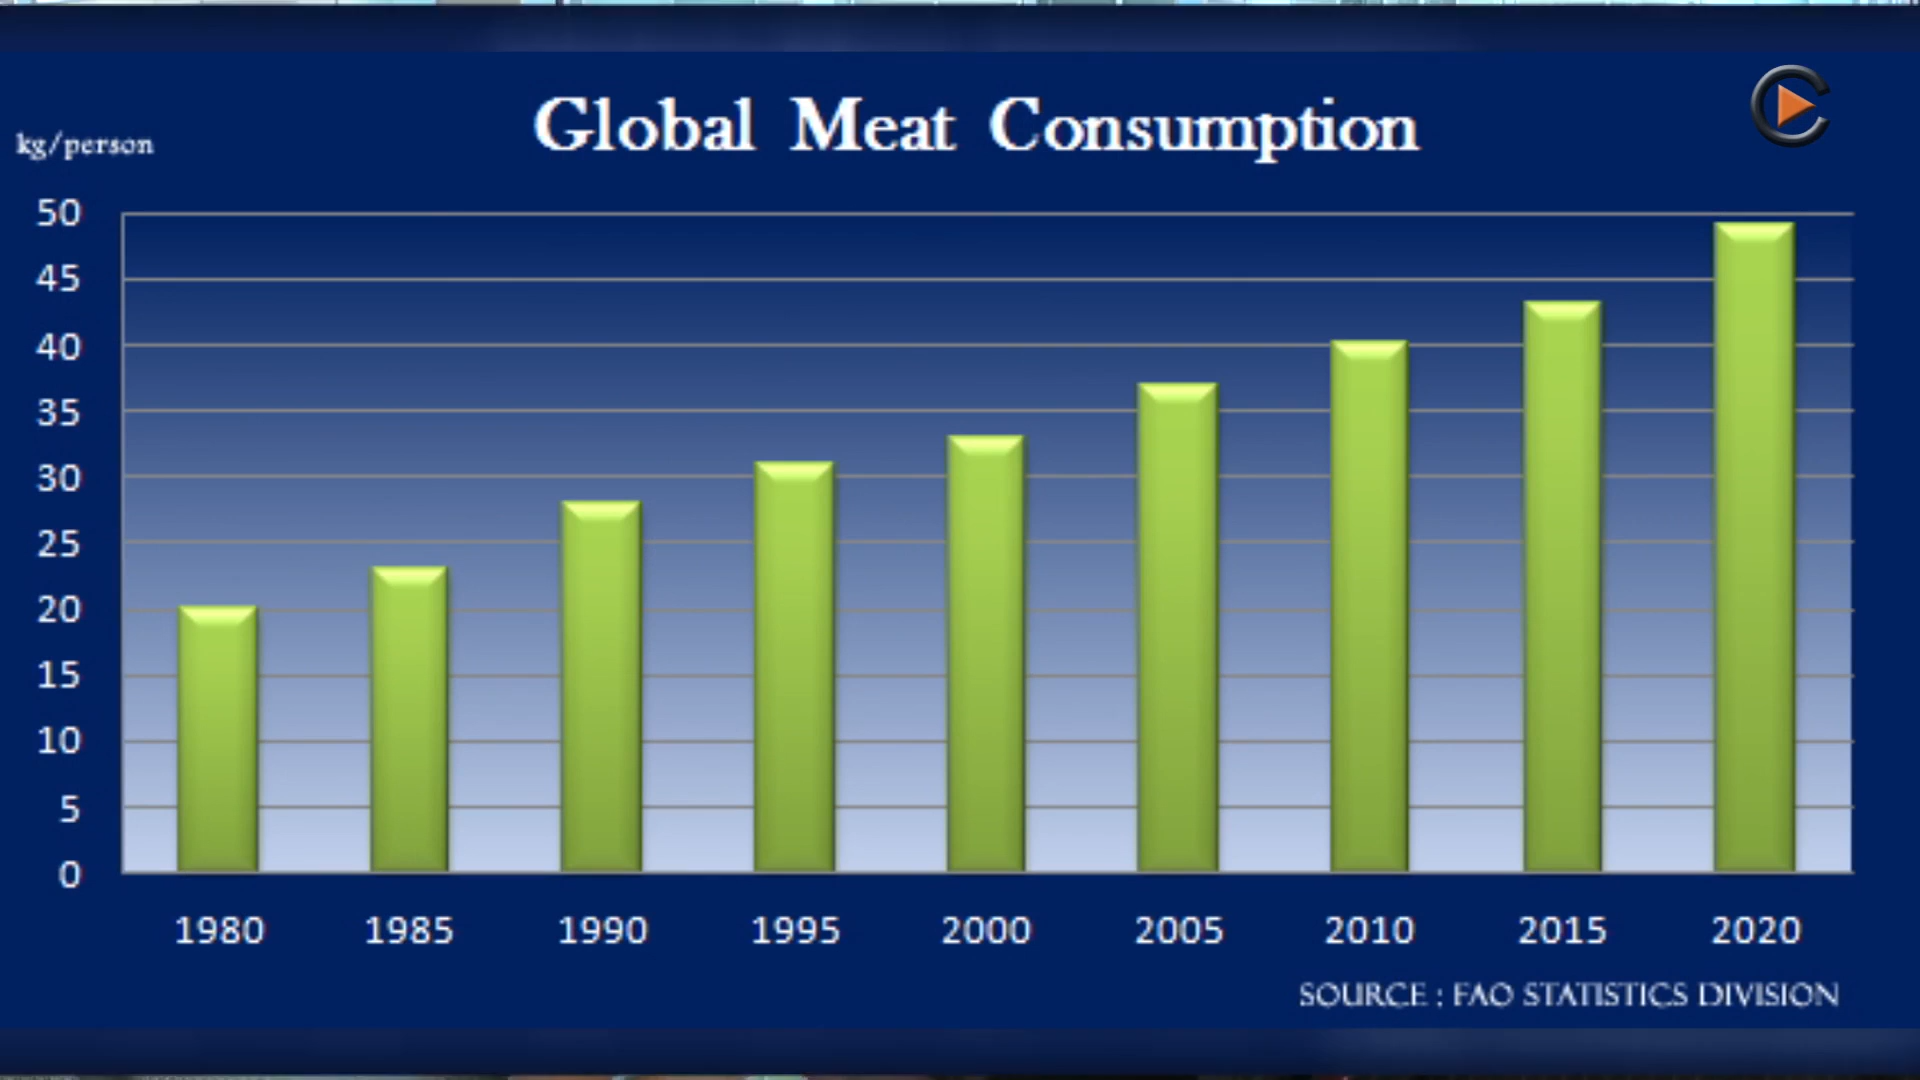 Global Meat Consumption
kg/person
50
45
40
35
30
25
20
15
10
5
0
1980 1985 1990 1995 2000 2005 2010 2015 2020
SOURCE : FAO STATISTICS DIVISION